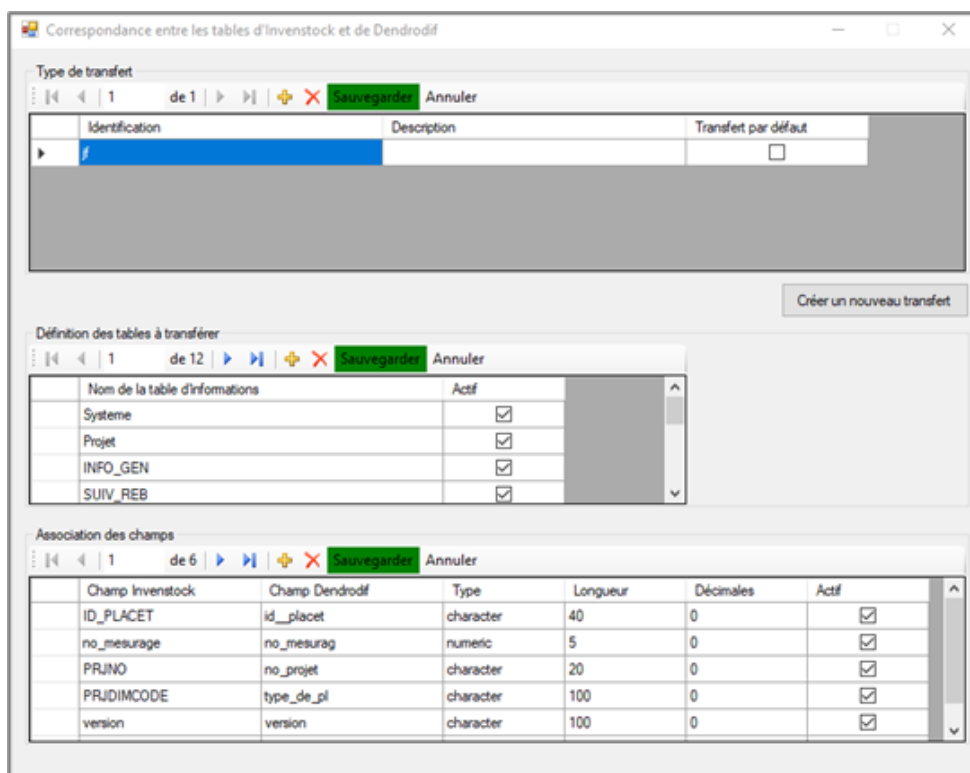 Correspondance entre les tables d'Invenstock et de Dendrodif
Type de transfert
1 de 1 Sauvegarder Annuler
Identification Description Transfert par défaut
Créer un nouveau transfert
Définition des tables à transférer
1 de 12 Sauvegarder Annuler
Nom de la table d'informations Actif
Systeme
Projet
INFO_GEN
SUIV_REB
Association des champs
1 de 6 Sauvegarder Annuler
Champ Invenstock Champ Dendrodif Type Longueur Décimales Actif
ID_PLACET id__placet character 40 0
no_mesurage no_mesurag numeric 5 0
PRJNO no_projet character 20 0
PRJDIMCODE type_de_pl character 100 0
version version character 100 0